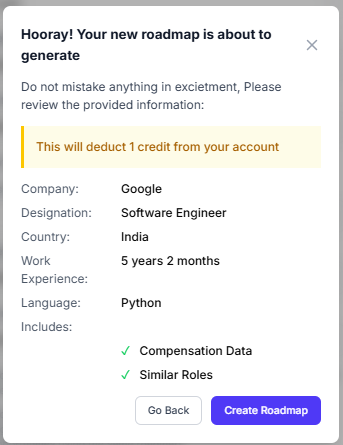 Hooray! Your new roadmap is about to
generate
Do not mistake anything in excietment, Please
review the provided information:
This will deduct 1 credit from your account
Company: Google
Designation: Software Engineer
Country: India
Work 5 years 2 months
Experience:
Language: Python
Includes:
✓ Compensation Data
✓ Similar Roles
Go Back Create Roadmap